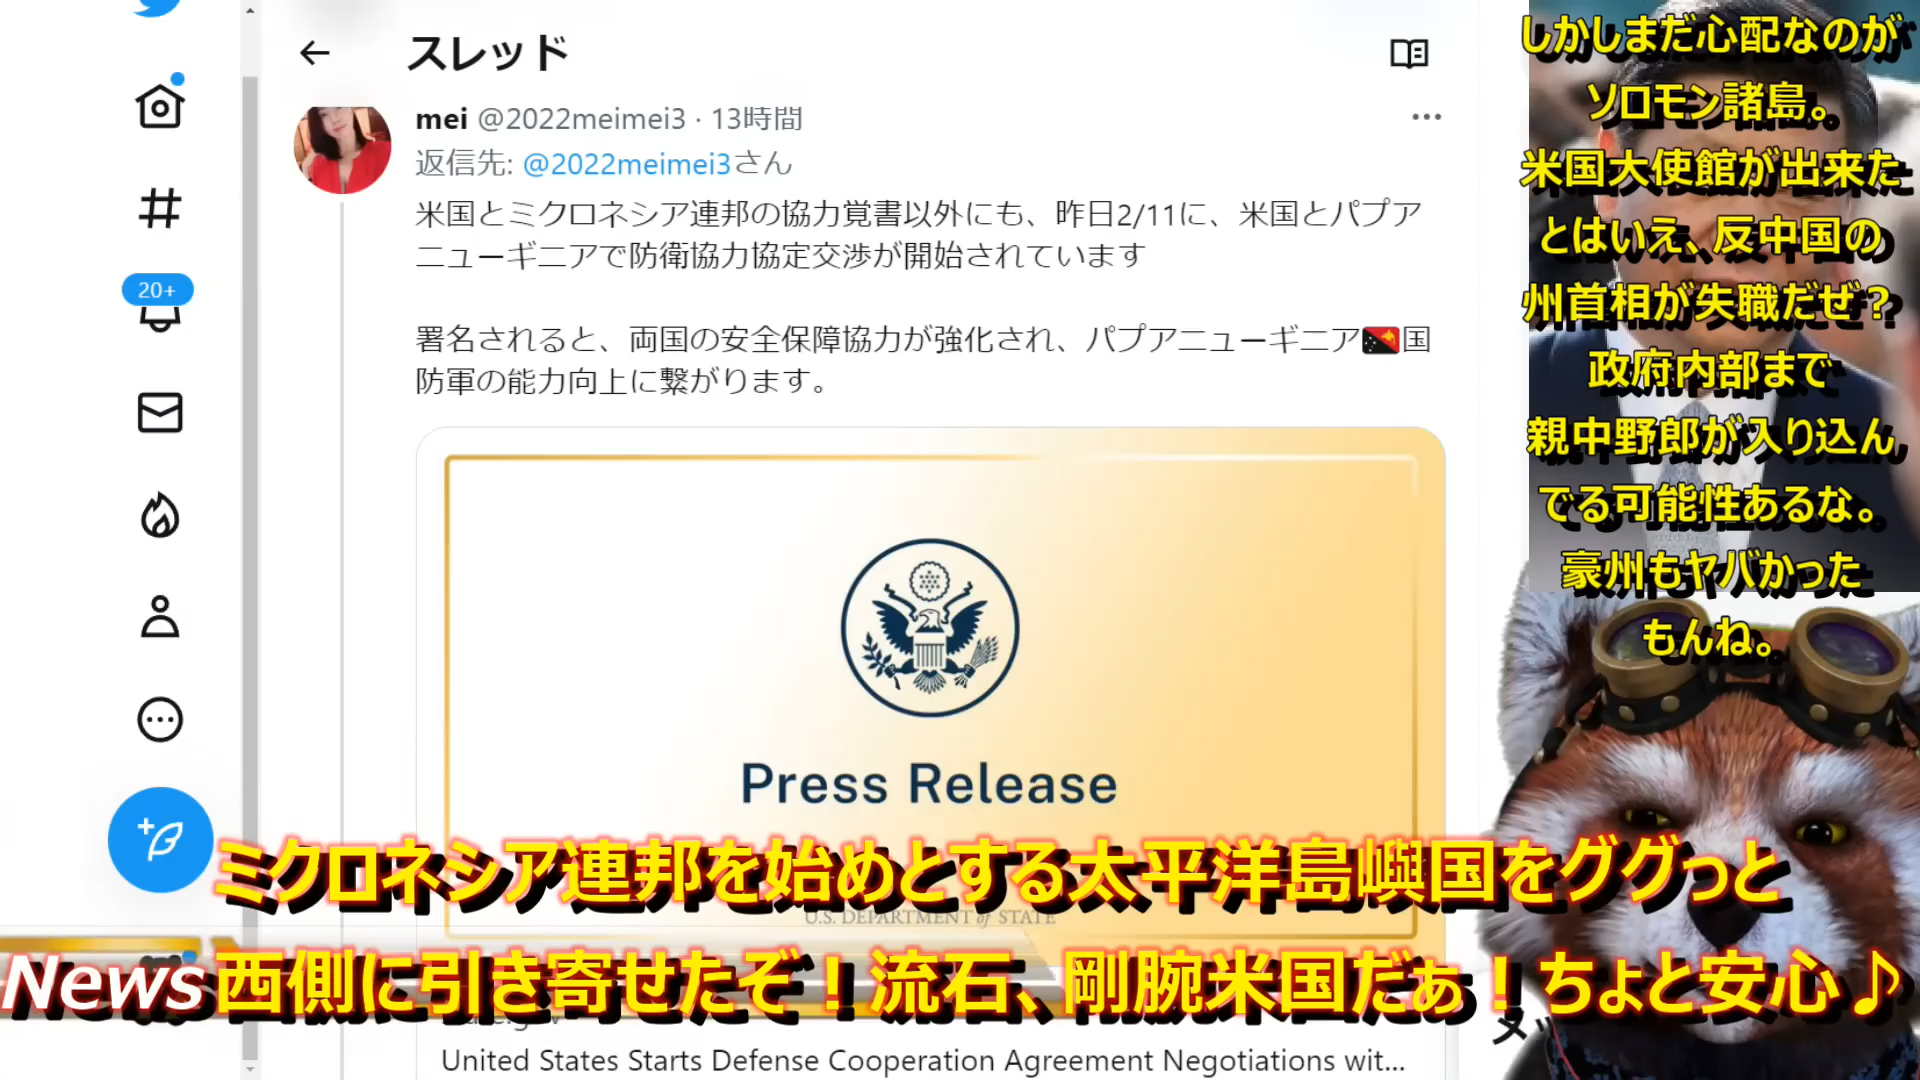 スレッド
mei @2022meimei3 · 13時間
返信先: @2022meimei3さん
米国とミクロネシア連邦の協力覚書以外にも、昨日2/11に、米国とパプア
ニューギニアで防衛協力協定交渉が開始されています
署名されると、両国の安全保障協力が強化され、パプアニューギニア🇵🇬国
防軍の能力向上に繋がります。
20+
Press Release
U.S. DEPARTMENT of STATE
United States Starts Defense Cooperation Agreement Negotiations wit...
しかしまだ心配なのが
ソロモン諸島。
米国大使館が出来た
とはいえ、反中国の
州首相が失職だぜ？
政府内部まで
親中野郎が入り込ん
でる可能性あるな。
豪州もヤバかった
もんね。
ミクロネシア連邦を始めとする太平洋島嶼国をググっと
News
西側に引き寄せたぞ！流石、剛腕米国だぁ！ちょと安心♪